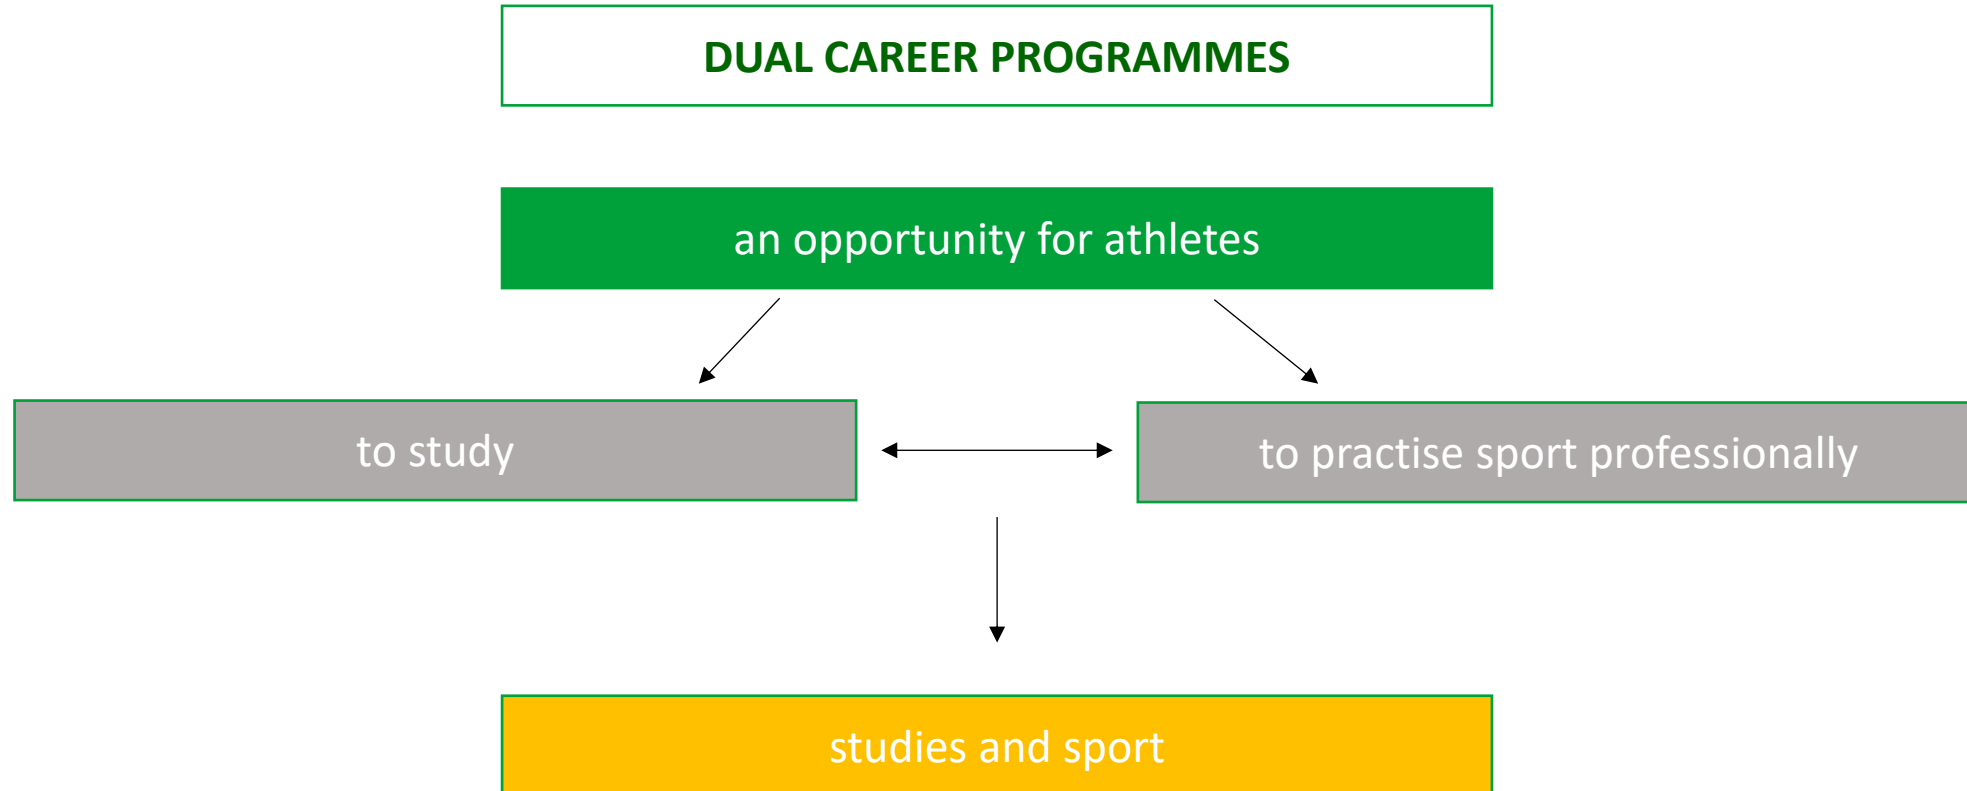 DUAL CAREER PROGRAMMES
an opportunity for athletes
to study
to practise sport professionally
studies and sport